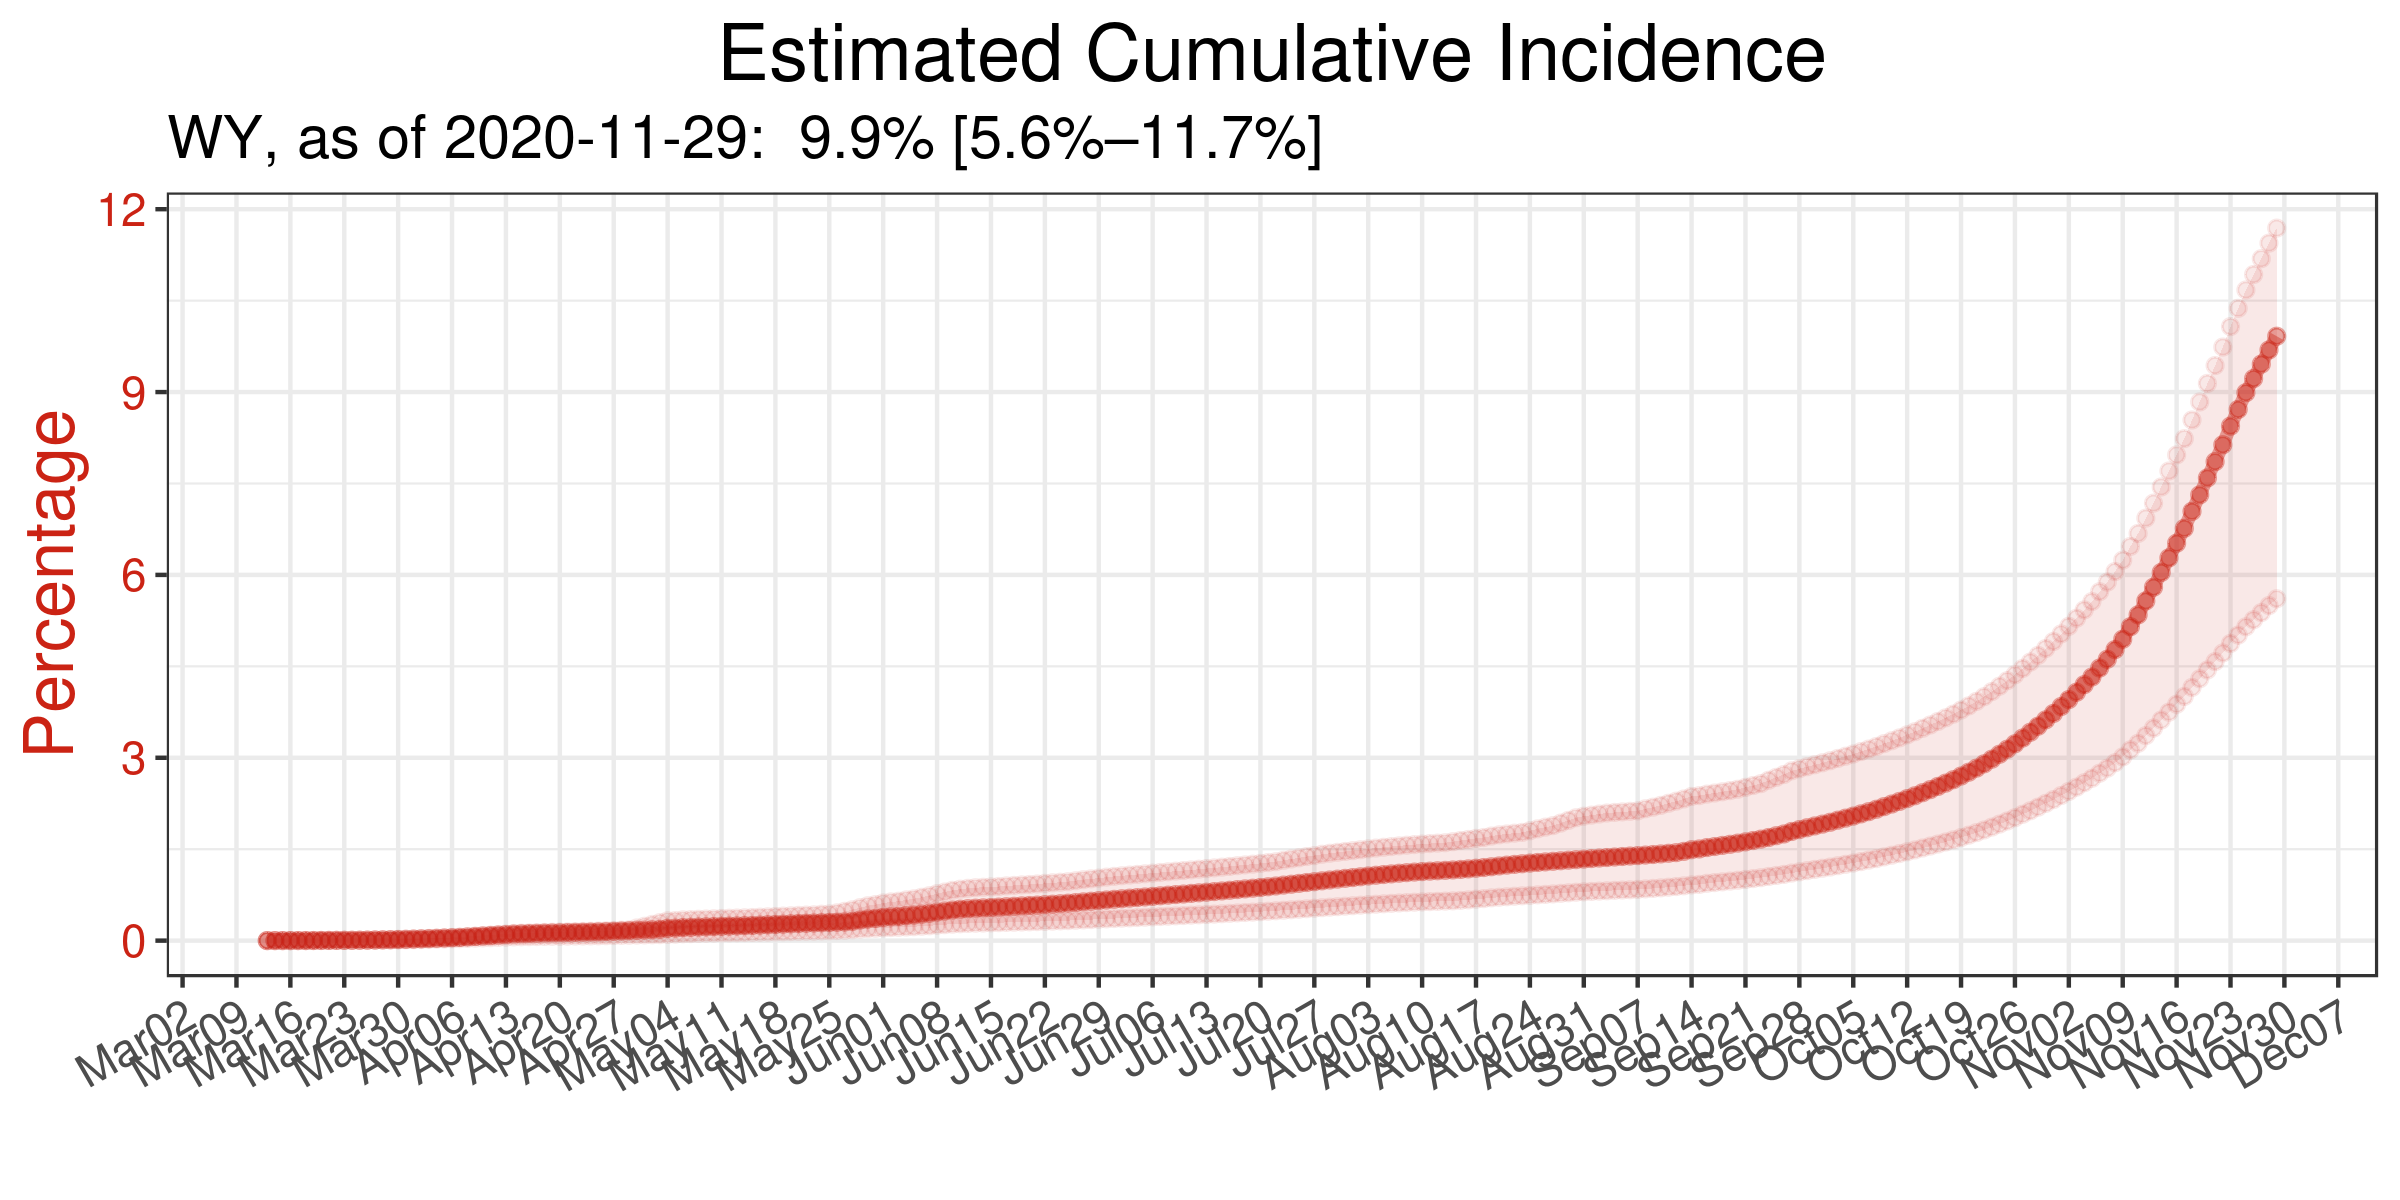 Estimated Cumulative Incidence
WY, as of 2020-11-29:  9.9% [5.6%–11.7%]
12
9
6
3
0
Percentage
Mar02
Mar09
Mar16
Mar23
Mar30
Apr06
Apr13
Apr20
Apr27
May04
May11
May18
May25
Jun01
Jun08
Jun15
Jun22
Jun29
Jul06
Jul13
Jul20
Jul27
Aug03
Aug10
Aug17
Aug24
Aug31
Sep07
Sep14
Sep21
Sep28
Oct05
Oct12
Oct19
Oct26
Nov02
Nov09
Nov16
Nov23
Nov30
Dec07